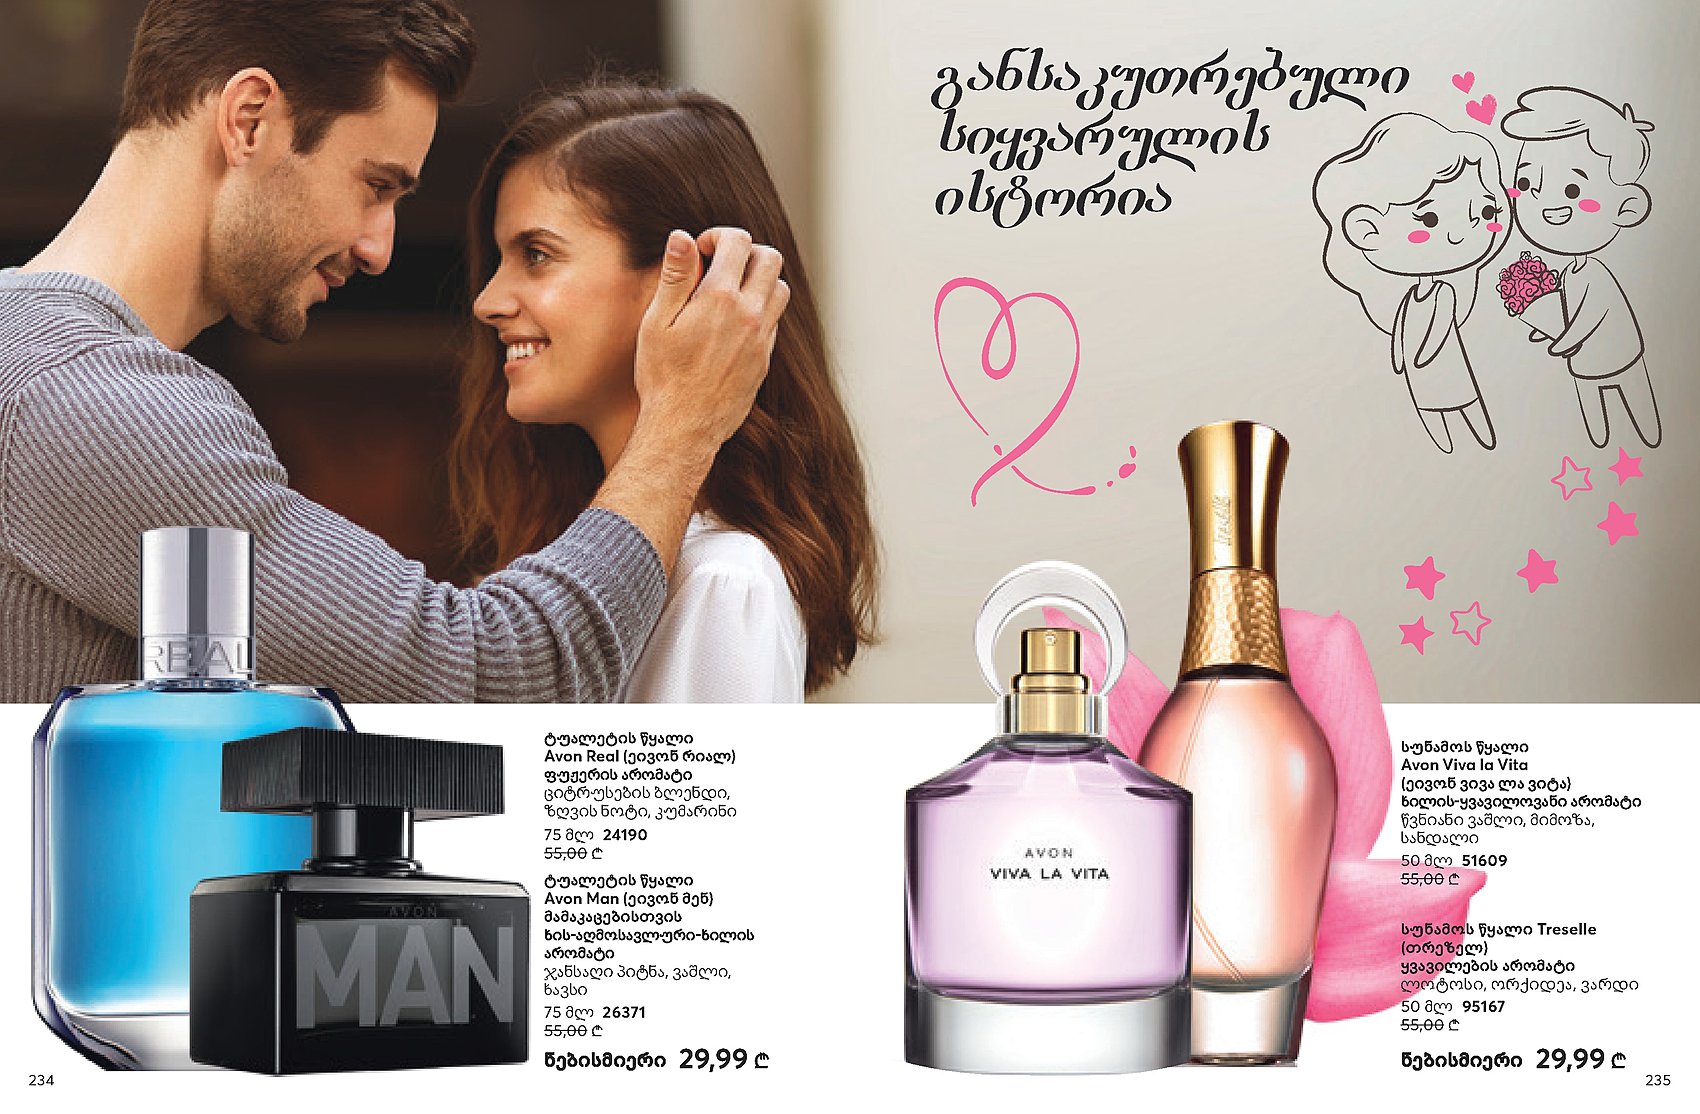 განსაკუთრებული
სიყვარულის
ისტორია
Treselle
REAL
AVON
MAN
AVON
VIVA LA VITA
ტუალეტის წყალი
Avon Real (ეივონ რიალ)
ფუჟერის არომატი
ციტრუსების ბლენდი,
ზღვის ნოტი, კუმარინი
75 მლ 24190
55,00 ₾
ტუალეტის წყალი
Avon Man (ეივონ მენ)
მამაკაცებისთვის
ხის-აღმოსავლური-ხილის
არომატი
ჯანსაღი პიტნა, ვაშლი,
ხავსი
75 მლ 26371
55,00 ₾
ნებისმიერი 29,99 ₾
234
სუნამოს წყალი
Avon Viva la Vita
(ეივონ ვივა ლა ვიტა)
ხილის-ყვავილოვანი არომატი
წვნიანი ვაშლი, მიმოზა,
სანდალი
50 მლ 51609
55,00 ₾
სუნამოს წყალი Treselle
(თრეზელ)
ყვავილების არომატი
ლოტოსი, ორქიდეა, ვარდი
50 მლ 95167
55,00 ₾
ნებისმიერი 29,99 ₾
235